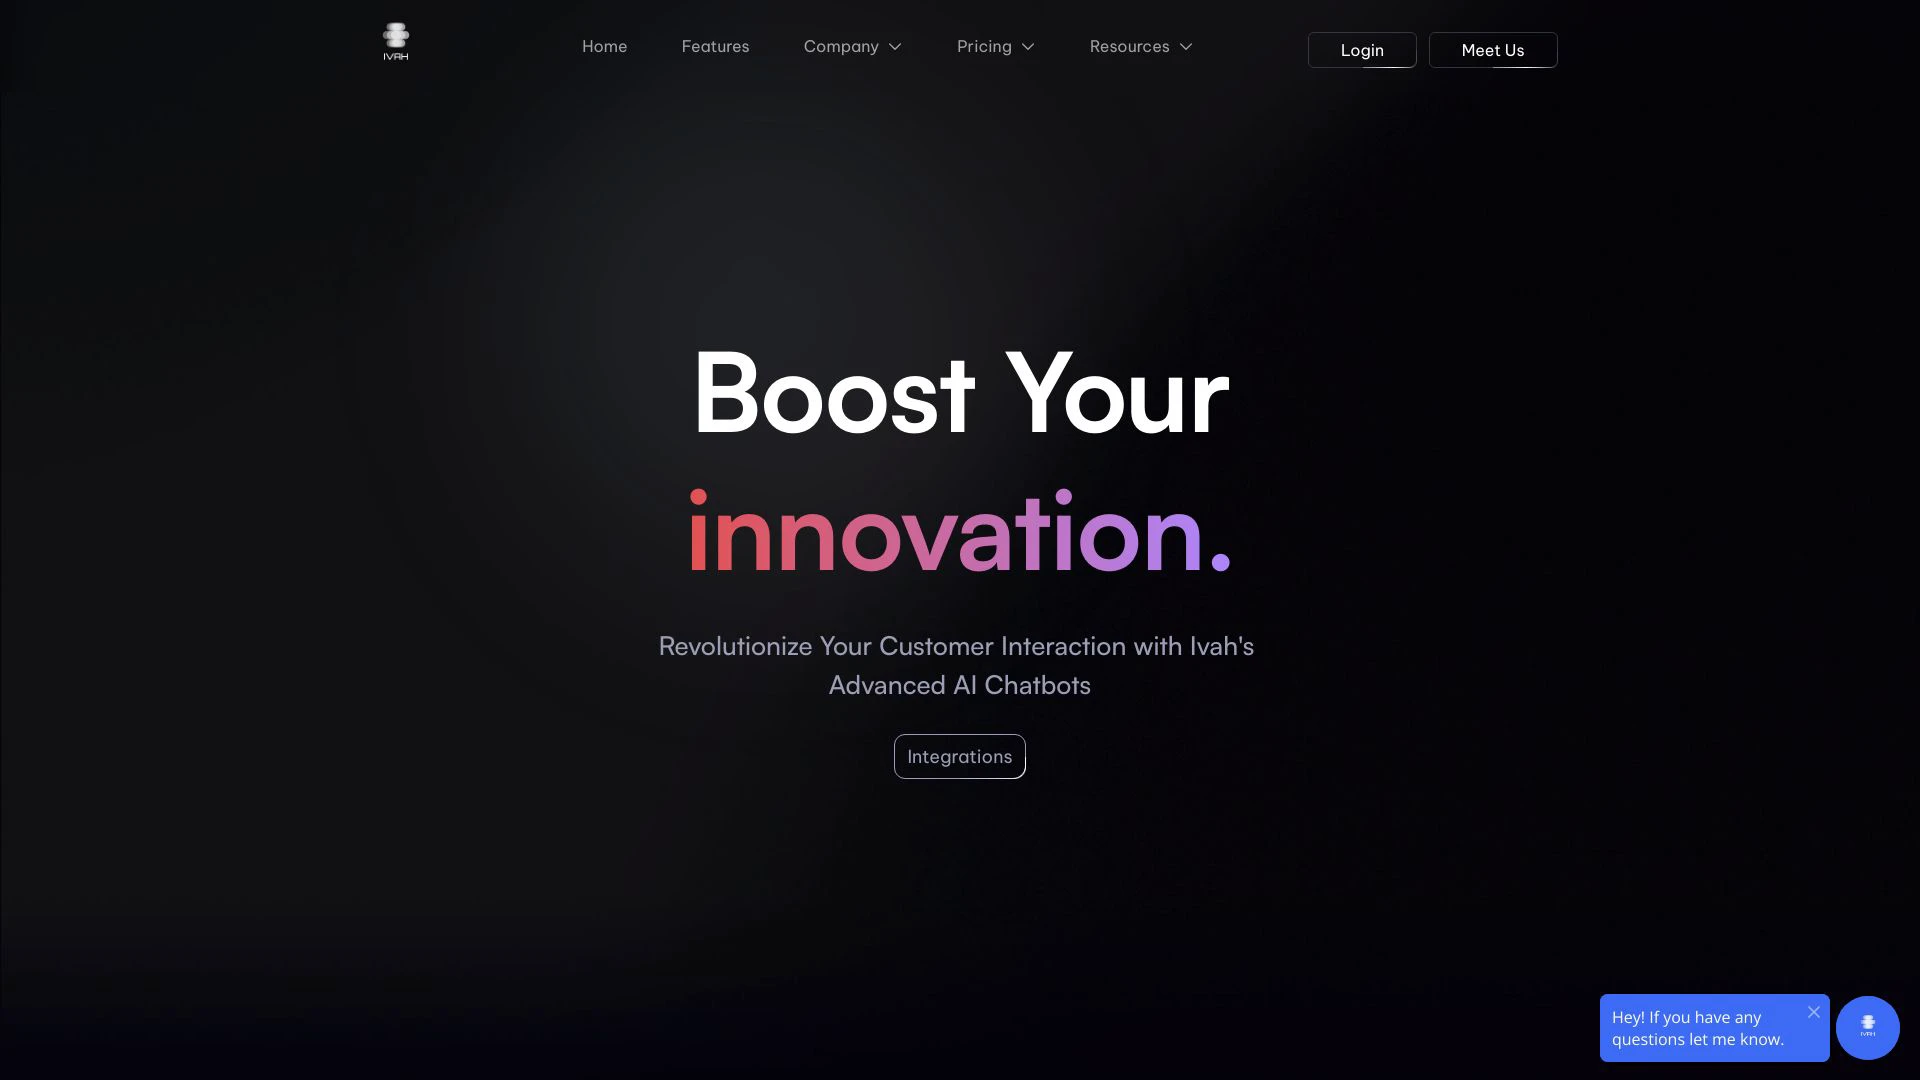 IVAH
Home
Features
Company
Pricing
Resources
Login
Meet Us
Boost Your
innovation.
Revolutionize Your Customer Interaction with Ivah's
Advanced AI Chatbots
Integrations
Hey! If you have any
questions let me know.
IVAH